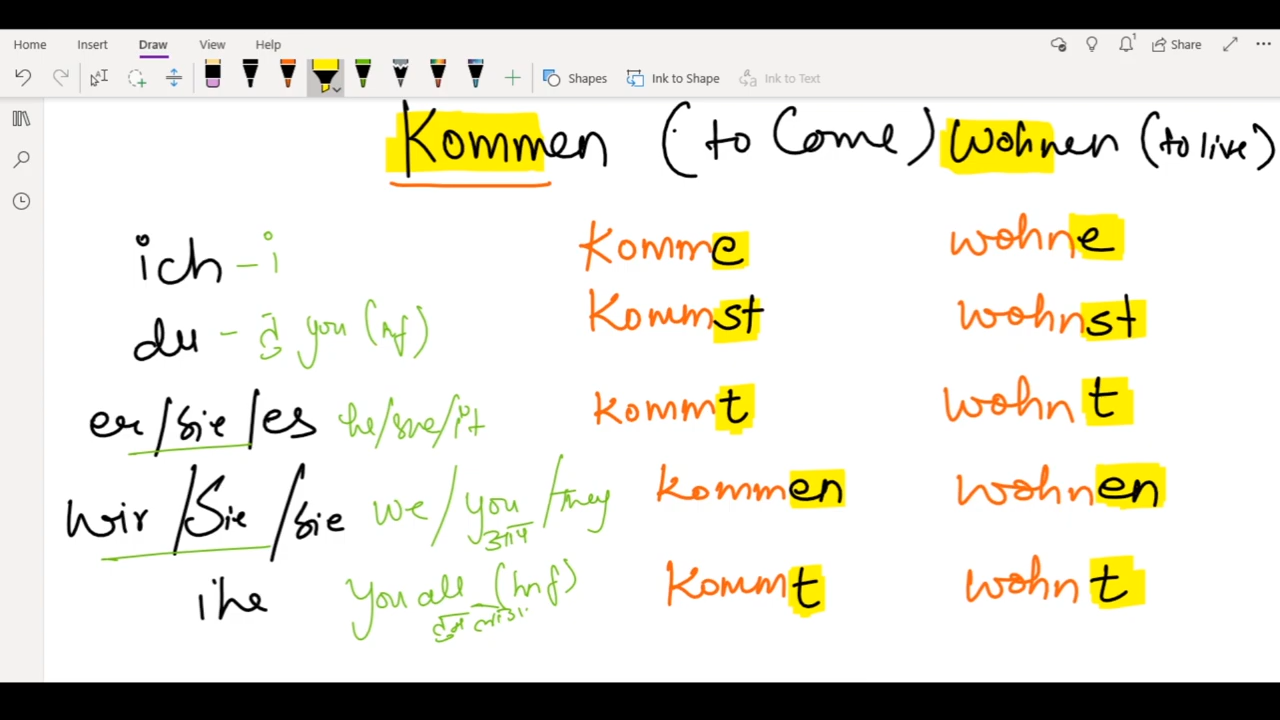 Home Insert Draw View Help Share
Shapes Ink to Shape Ink to Text
Kommen (to Come) Wohnen (to live)
ich - i Komme wohne
du - you (inf) Kommst wohnst
er/sie/es he/she/it kommt wohnt
wir/Sie/sie we/you/they kommen wohnen
आप
ihr You all (inf) kommt wohnt